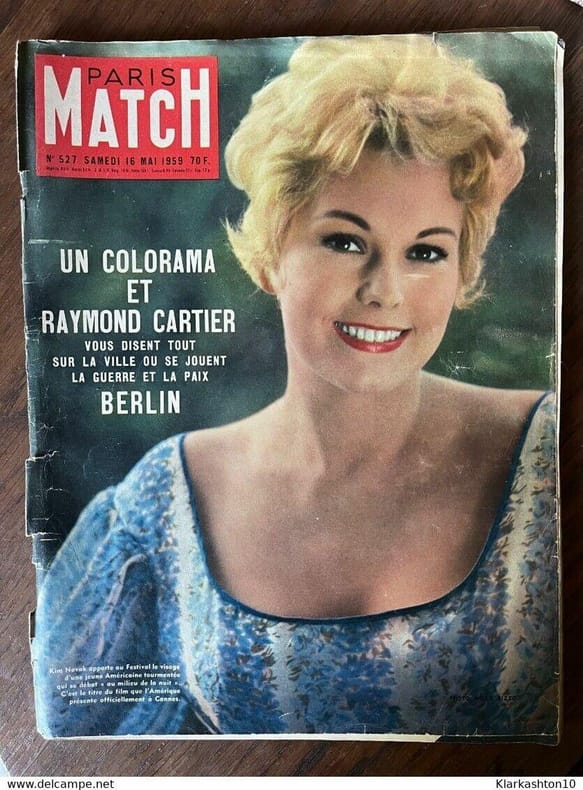 PARIS
MATCH
N° 527 SAMEDI 16 MAI 1959 70 F.
UN COLORAMA
ET
RAYMOND CARTIER
VOUS DISENT TOUT
SUR LA VILLE OU SE JOUENT
LA GUERRE ET LA PAIX
BERLIN
Kim Novak apporte au Festival le visage
d'une jeune Américaine tourmentée
qui se débat « au milieu de la nuit ».
C'est le titre du film que l'Amérique
présente officiellement à Cannes.
Klarkashton10